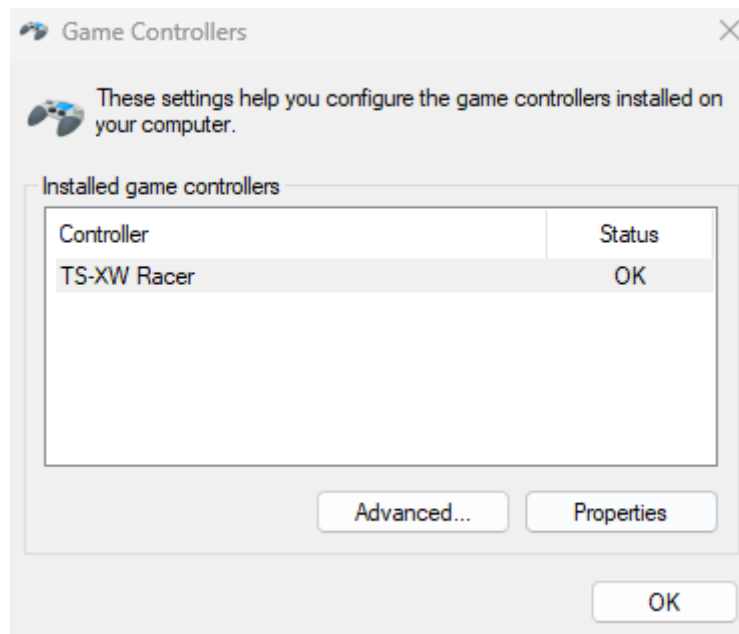 Game Controllers
These settings help you configure the game controllers installed on
your computer.
Installed game controllers
Controller Status
TS-XW Racer OK
Advanced... Properties
OK